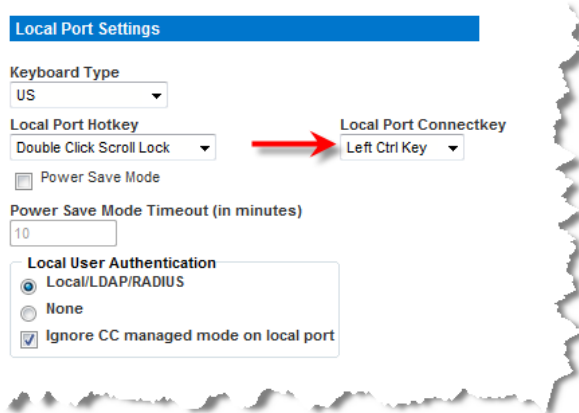 Local Port Settings
Keyboard Type
US
Local Port Hotkey Local Port Connectkey
Double Click Scroll Lock Left Ctrl Key
Power Save Mode
Power Save Mode Timeout (in minutes)
10
Local User Authentication
Local/LDAP/RADIUS
None
Ignore CC managed mode on local port